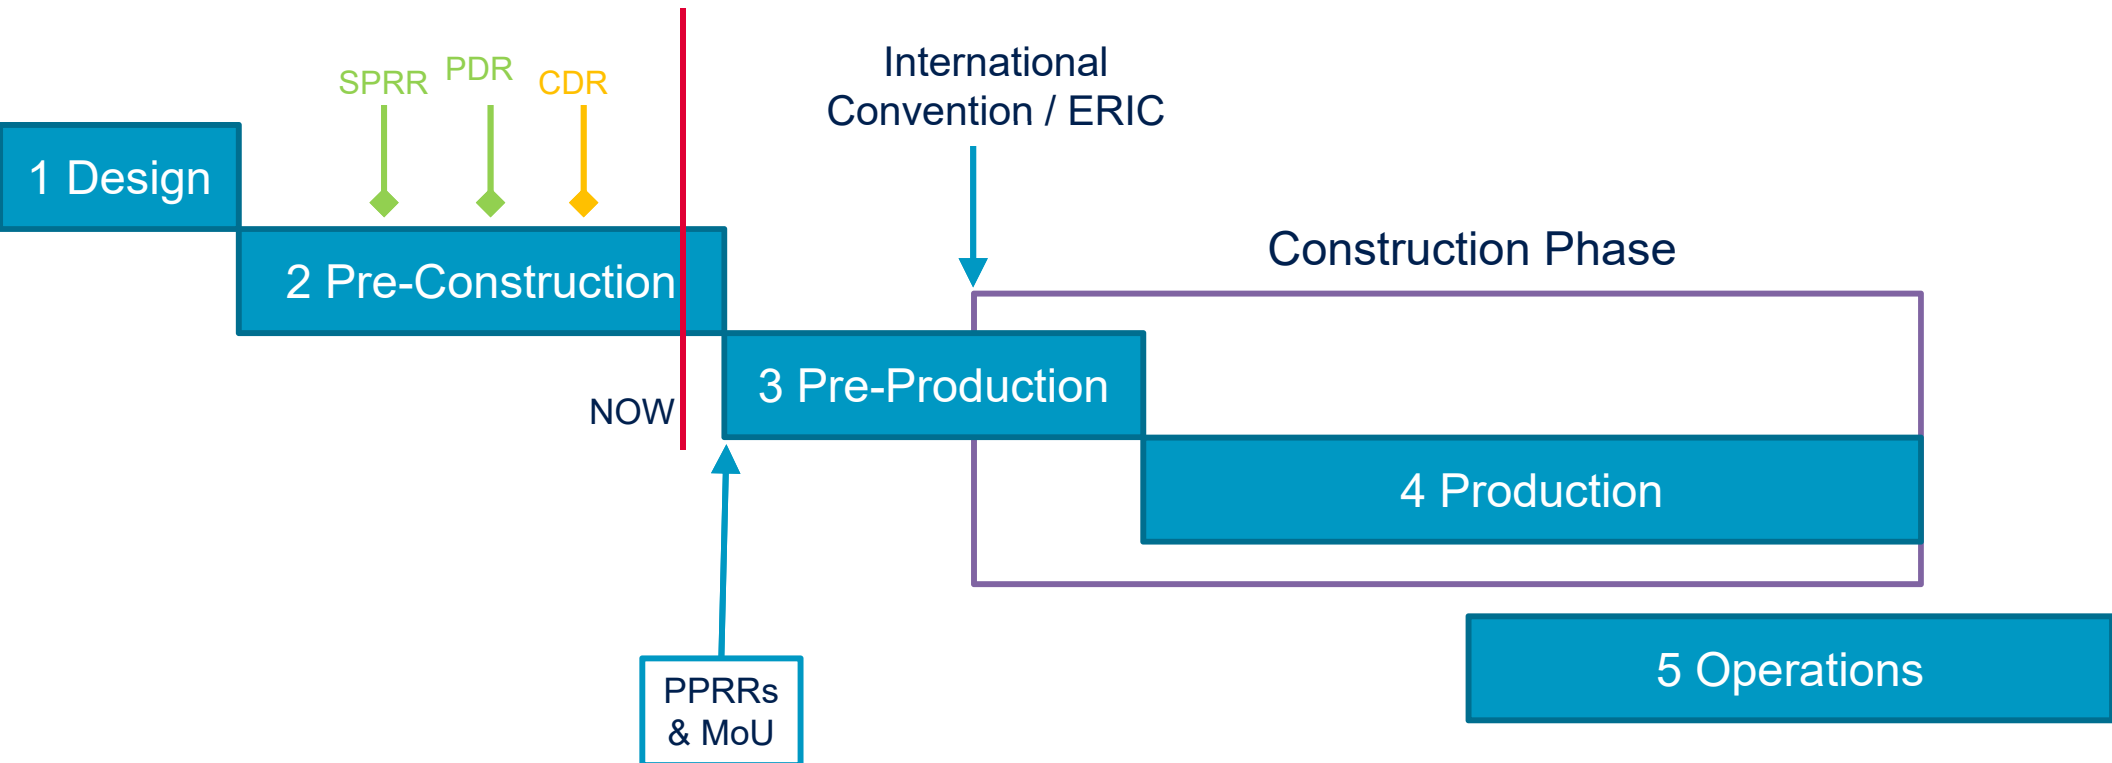 SPRR
PDR
CDR
International
Convention / ERIC
1 Design
2 Pre-Construction
Construction Phase
3 Pre-Production
NOW
4 Production
PPRRs
& MoU
5 Operations